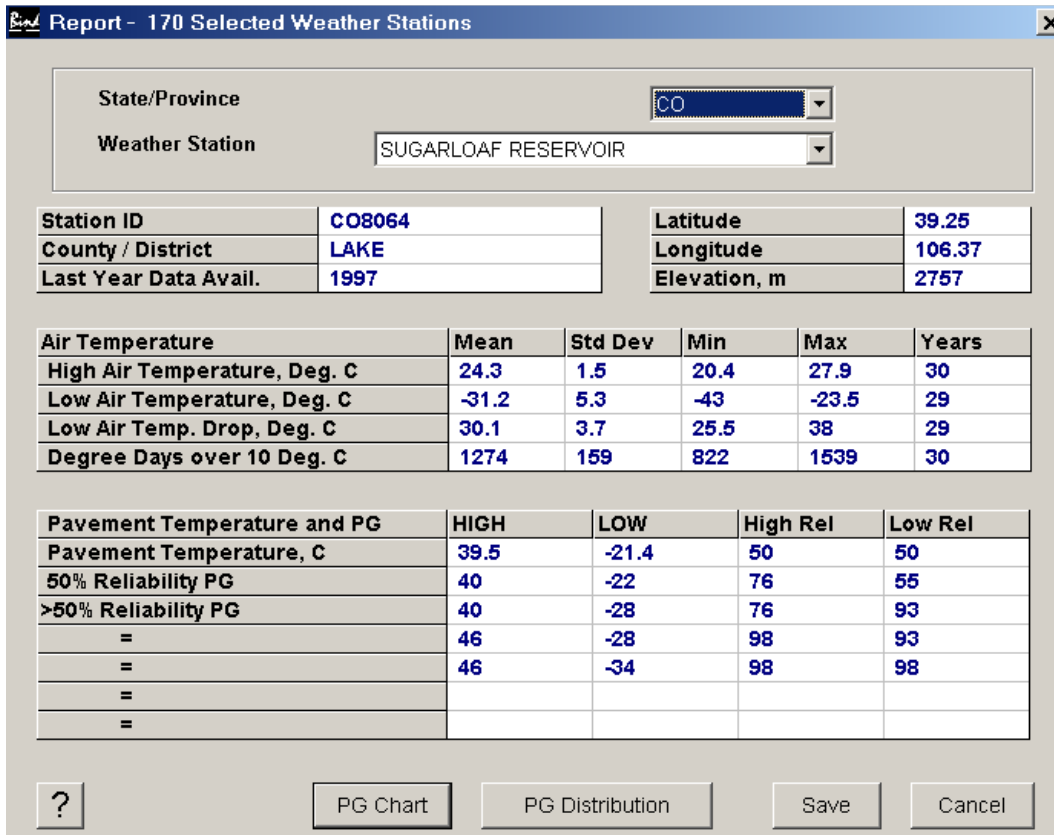 Bind Report - 170 Selected Weather Stations
State/Province CO
Weather Station SUGARLOAF RESERVOIR
Station ID CO8064 Latitude 39.25
County / District LAKE Longitude 106.37
Last Year Data Avail. 1997 Elevation, m 2757
Air Temperature Mean Std Dev Min Max Years
High Air Temperature, Deg. C 24.3 1.5 20.4 27.9 30
Low Air Temperature, Deg. C -31.2 5.3 -43 -23.5 29
Low Air Temp. Drop, Deg. C 30.1 3.7 25.5 38 29
Degree Days over 10 Deg. C 1274 159 822 1539 30
Pavement Temperature and PG HIGH LOW High Rel Low Rel
Pavement Temperature, C 39.5 -21.4 50 50
50% Reliability PG 40 -22 76 55
>50% Reliability PG 40 -28 76 93
= 46 -28 98 93
= 46 -34 98 98
=
=
? PG Chart PG Distribution Save Cancel